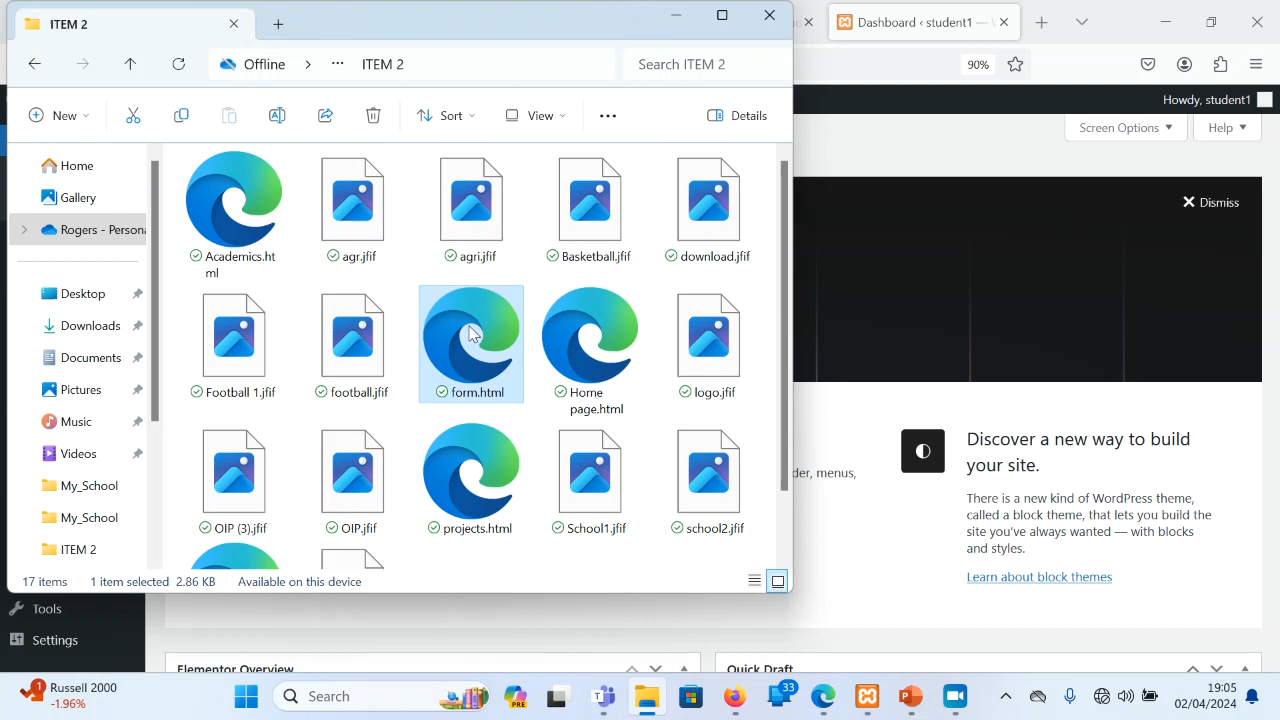 ITEM 2
Dashboard ‹ student1 —
Offline
ITEM 2
Search ITEM 2
90%
New
Sort
View
Details
Howdy, student1
Screen Options
Help
Home
Gallery
Rogers - Persona
Desktop
Downloads
Documents
Pictures
Music
Videos
My_School
My_School
ITEM 2
Academics.ht
ml
agr.jfif
agri.jfif
Basketball.jfif
download.jfif
Football 1.jfif
football.jfif
form.html
Home
page.html
logo.jfif
OIP (3).jfif
OIP.jfif
projects.html
School1.jfif
school2.jfif
17 items
1 item selected 2.86 KB
Available on this device
Dismiss
der, menus,
Discover a new way to build
your site.
There is a new kind of WordPress theme,
called a block theme, that lets you build the
site you've always wanted — with blocks
and styles.
Learn about block themes
Tools
Settings
Elementor Overview
Quick Draft
1
Russell 2000
-1.96%
Search
PRE
33
19:05
02/04/2024